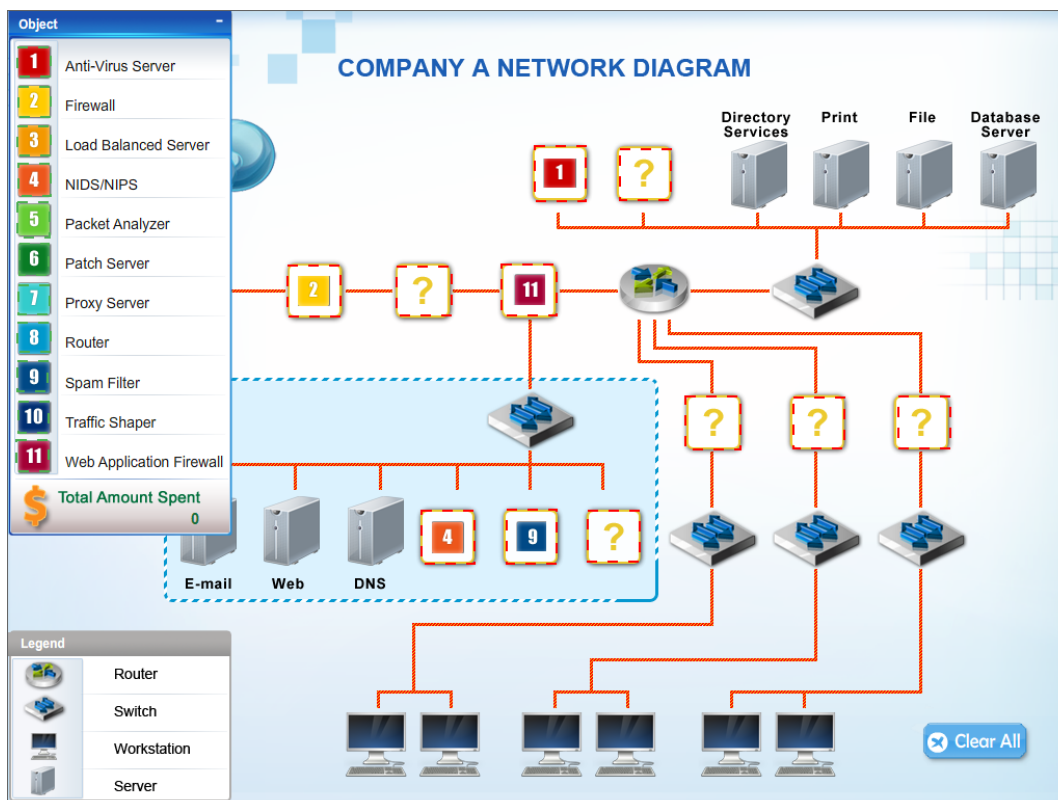 Object
-
1
Anti-Virus Server
2
Firewall
3
Load Balanced Server
4
NIDS/NIPS
5
Packet Analyzer
6
Patch Server
7
Proxy Server
8
Router
9
Spam Filter
10
Traffic Shaper
11
Web Application Firewall
$
Total Amount Spent
0
COMPANY A NETWORK DIAGRAM
Directory
Services
Print
File
Database
Server
1
?
2
?
11
?
?
?
4
9
?
E-mail
Web
DNS
Legend
Router
Switch
Workstation
Server
Clear All